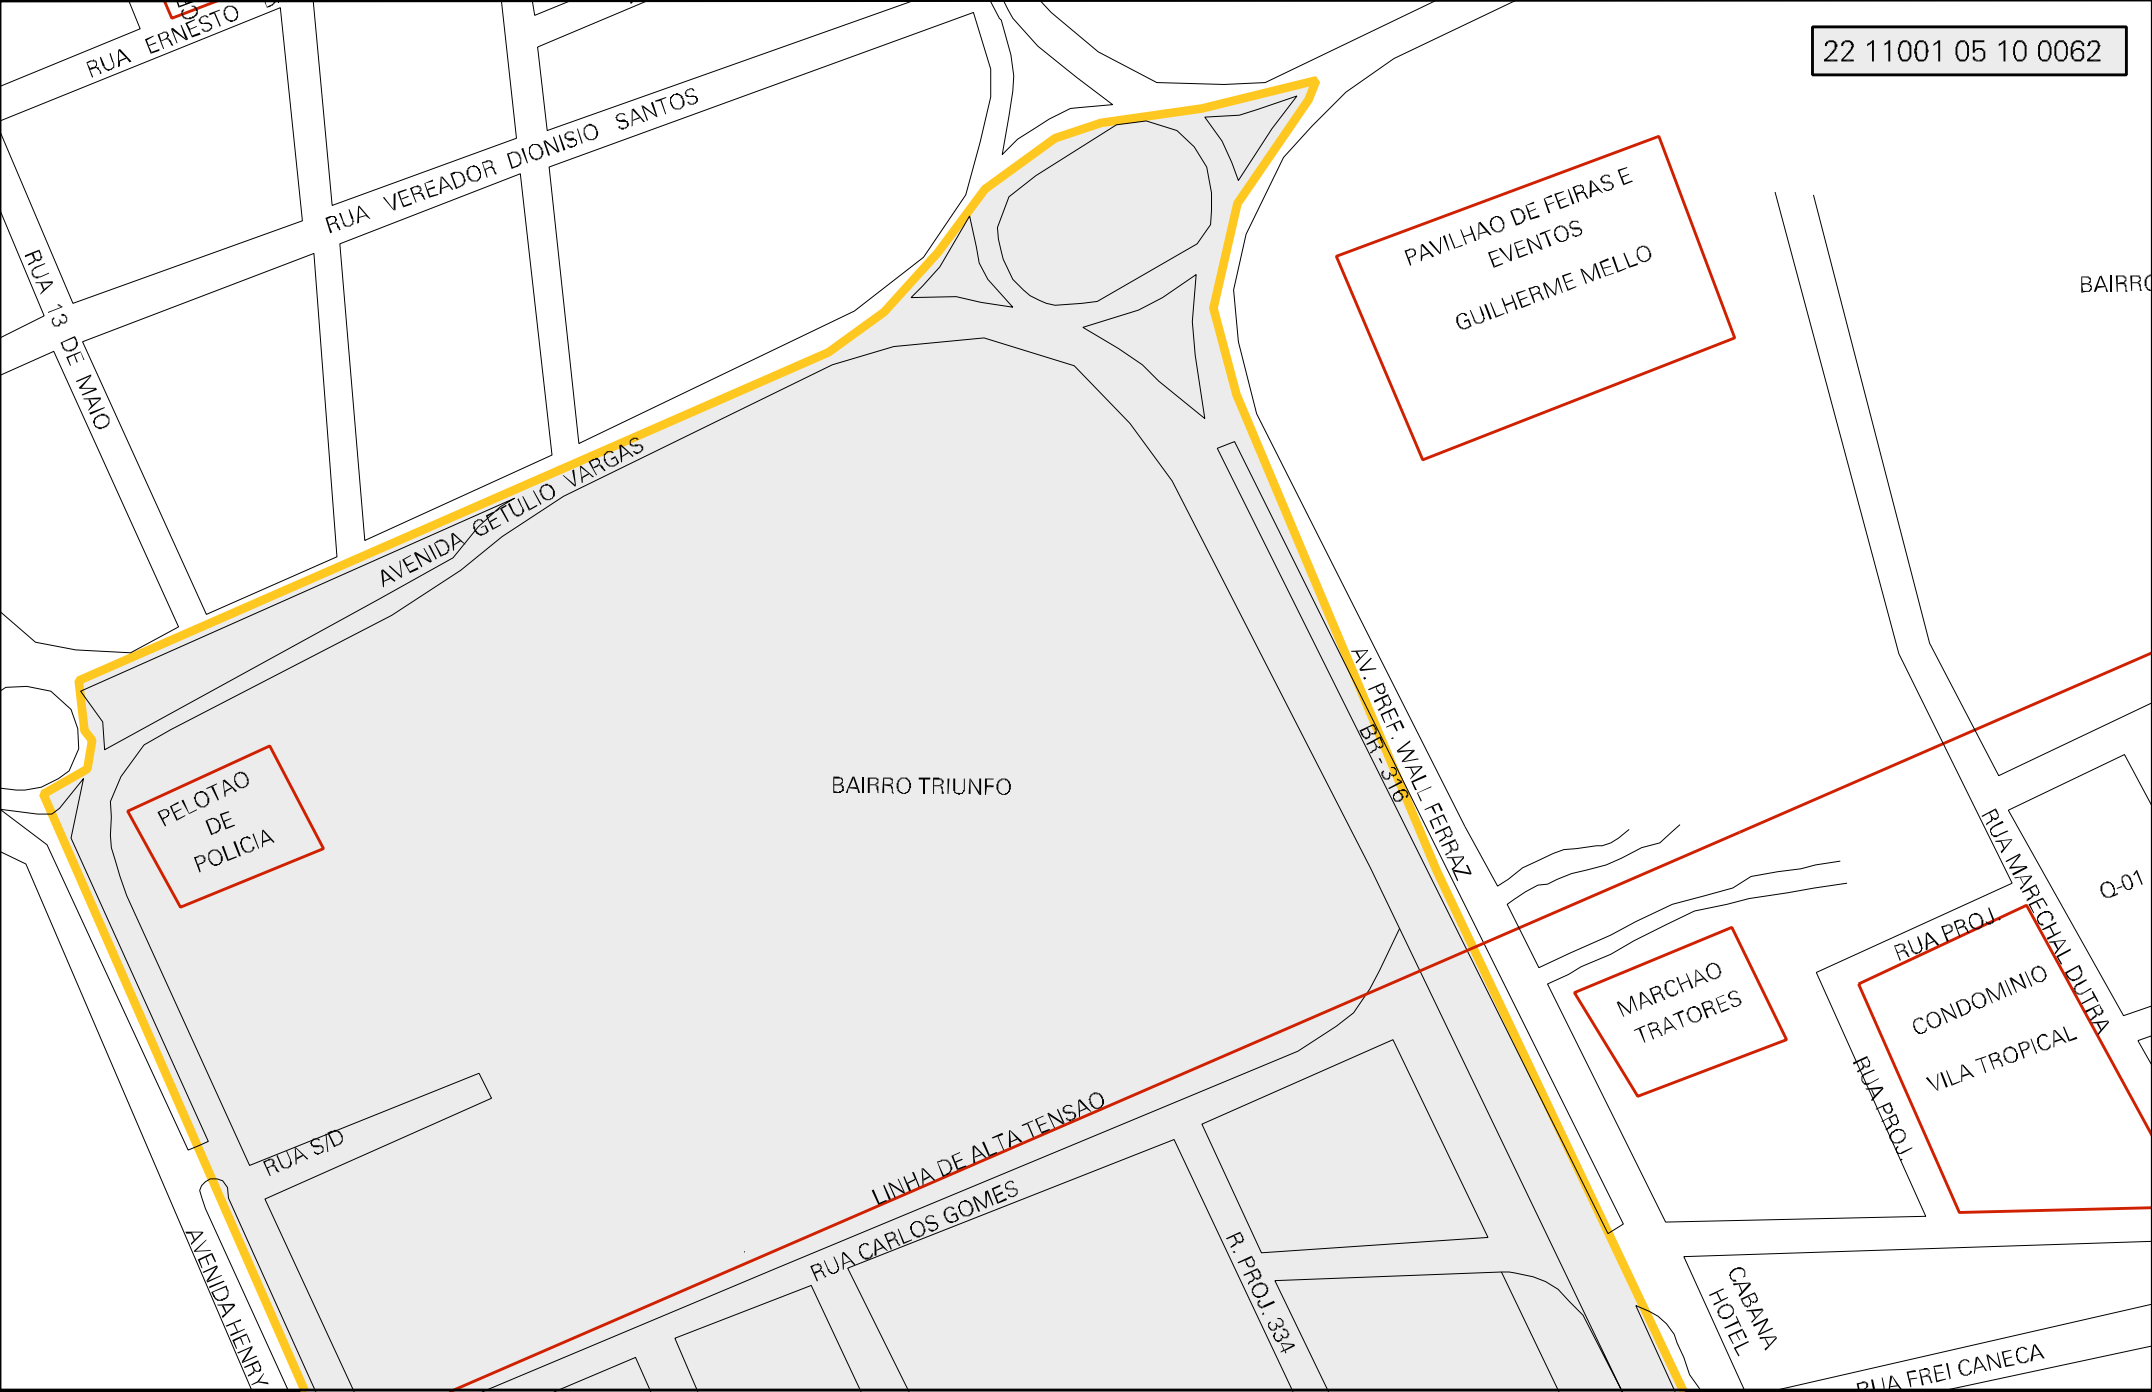 22 11001 05 10 0062
RUA ERNESTO
RUA VEREADOR DIONISIO SANTOS
RUA 13 DE MAIO
PAVILHAO DE FEIRAS E
EVENTOS
GUILHERME MELLO
BAIRRO
AVENIDA GETULIO VARGAS
AV. PREF. WALL FERRAZ
BR - 316
PELOTAO
DE
POLICIA
BAIRRO TRIUNFO
RUA MARECHAL DUTRA
Q-01
RUA PROJ.
MARCHAO
TRATORES
CONDOMINIO
VILA TROPICAL
RUA PROJ.
RUA S/D
LINHA DE ALTA TENSAO
RUA CARLOS GOMES
R. PROJ. 334
AVENIDA HENRY
CABANA
HOTEL
RUA FREI CANECA